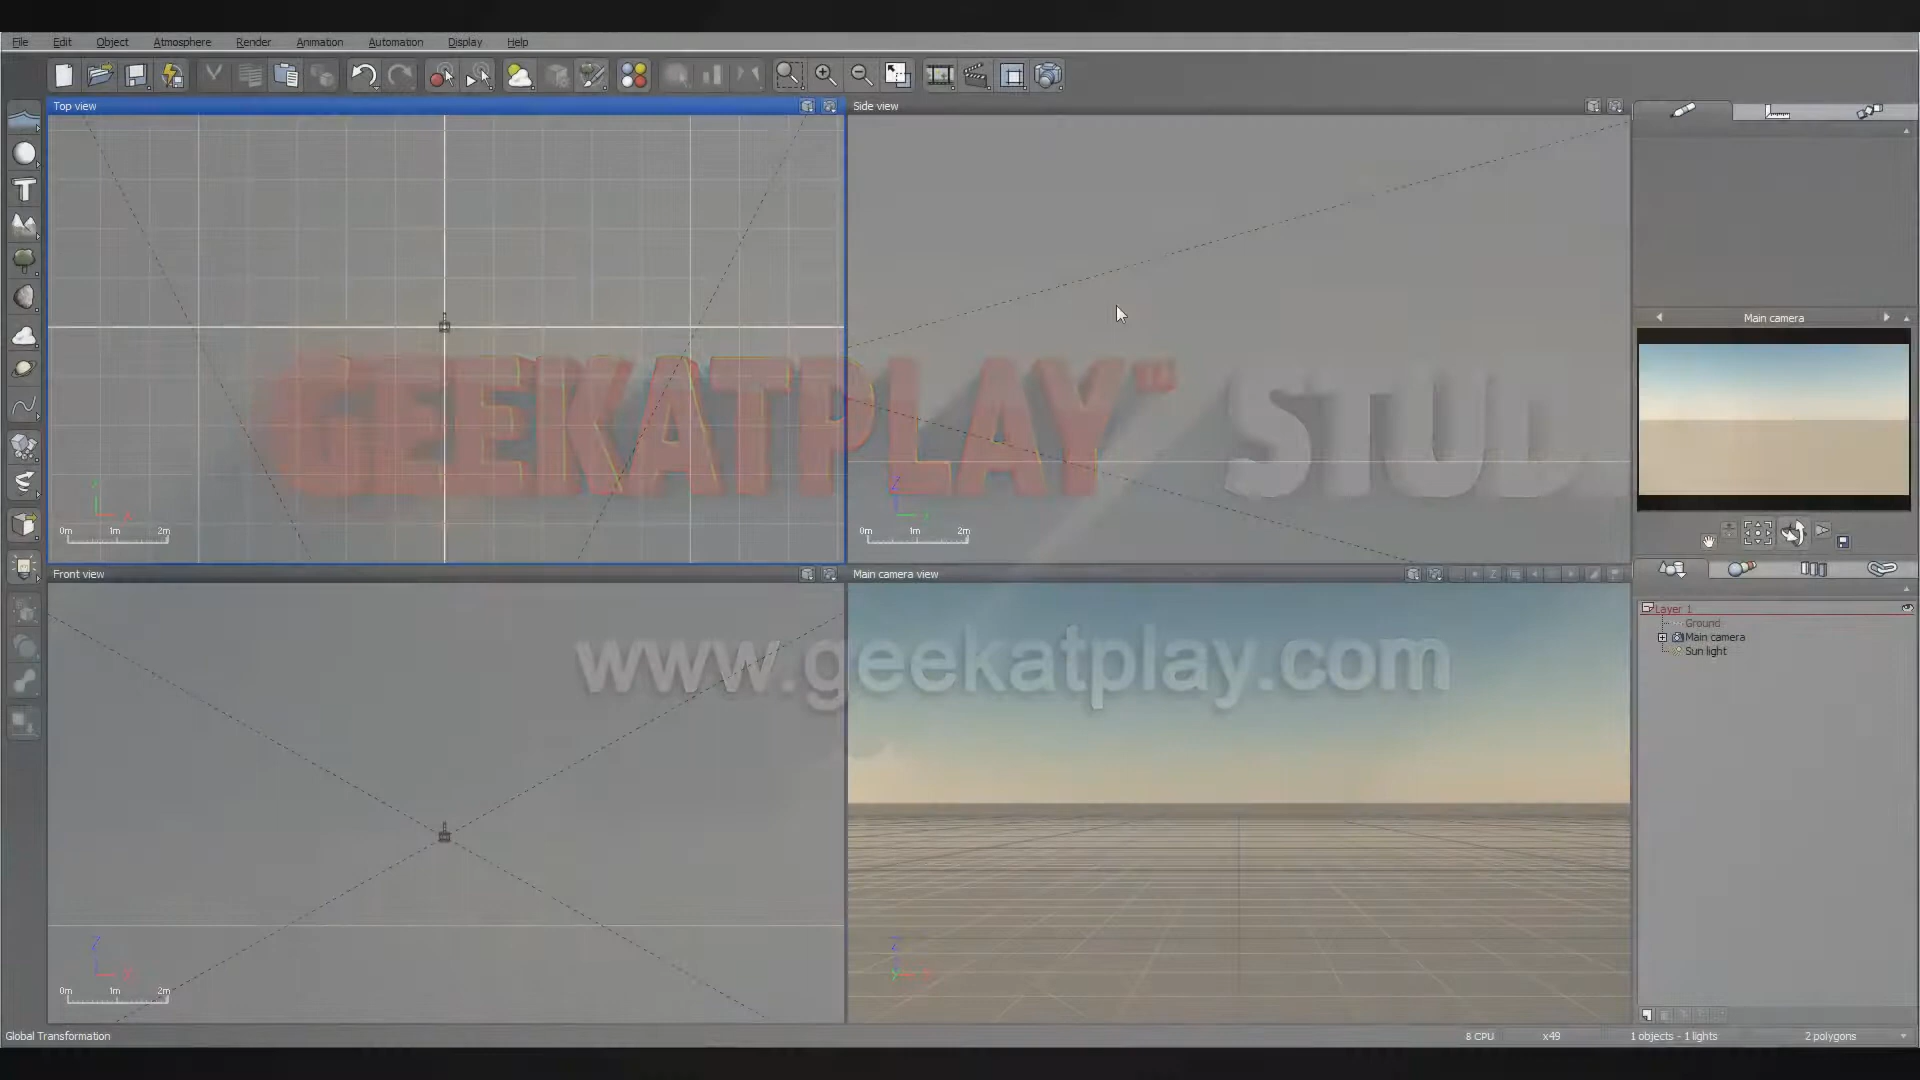 File Edit Object Atmosphere Render Animation Automation Display Help
Top view
Side view
Main camera
GEEKATPLAY™ STUD
0m 1m 2m
0m 1m 2m
Front view
Main camera view
Layer 1
Ground
Main camera
Sun light
www.geekatplay.com
Z
Z
0m 1m 2m
Global Transformation
8 CPU
x49
1 objects - 1 lights
2 polygons